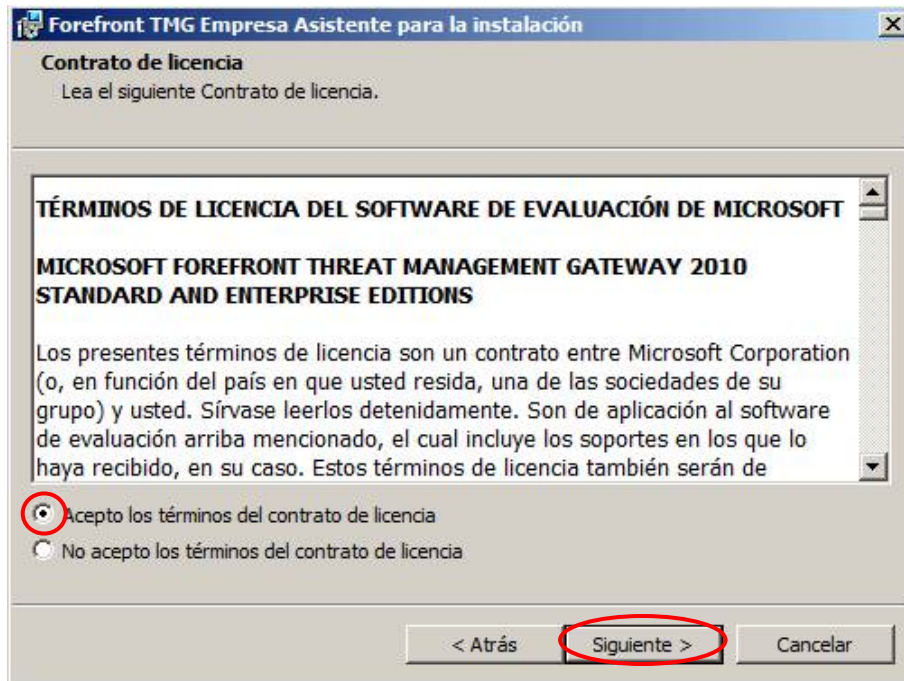 Forefront TMG Empresa Asistente para la instalación
Contrato de licencia
Lea el siguiente Contrato de licencia.
TÉRMINOS DE LICENCIA DEL SOFTWARE DE EVALUACIÓN DE MICROSOFT
MICROSOFT FOREFRONT THREAT MANAGEMENT GATEWAY 2010
STANDARD AND ENTERPRISE EDITIONS
Los presentes términos de licencia son un contrato entre Microsoft Corporation
(o, en función del país en que usted resida, una de las sociedades de su
grupo) y usted. Sírvase leerlos detenidamente. Son de aplicación al software
de evaluación arriba mencionado, el cual incluye los soportes en los que lo
haya recibido, en su caso. Estos términos de licencia también serán de
Acepto los términos del contrato de licencia
No acepto los términos del contrato de licencia
< Atrás
Siguiente >
Cancelar